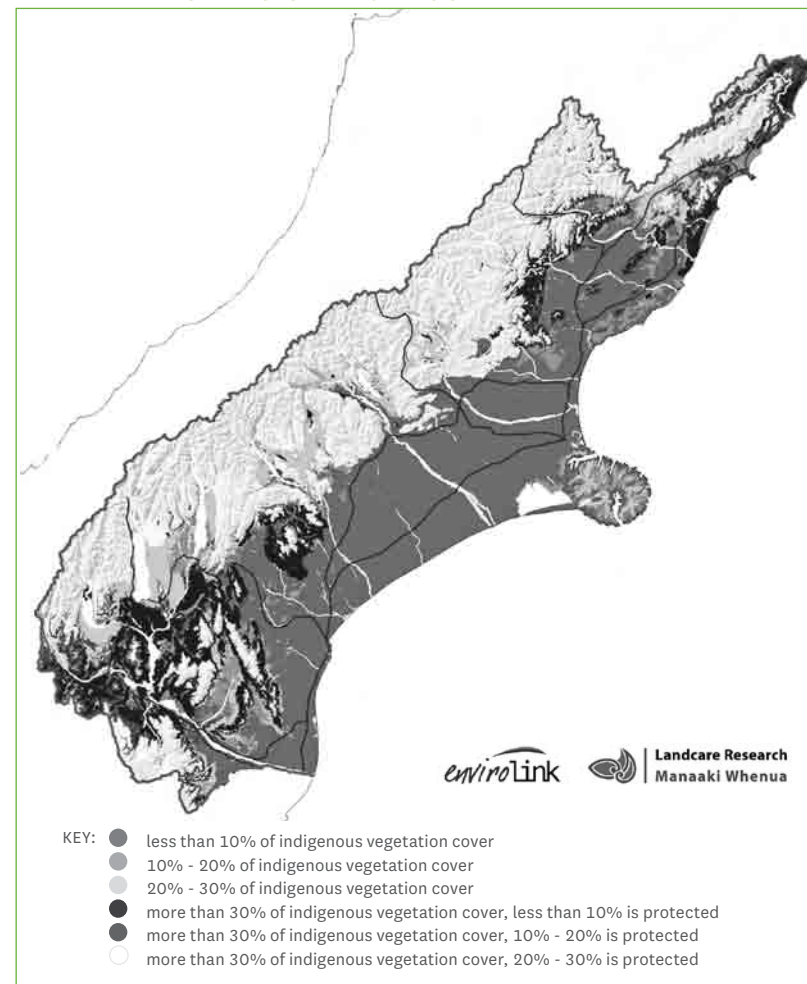 envirolink
Landcare Research
Manaaki Whenua
KEY:
less than 10% of indigenous vegetation cover
10% - 20% of indigenous vegetation cover
20% - 30% of indigenous vegetation cover
more than 30% of indigenous vegetation cover, less than 10% is protected
more than 30% of indigenous vegetation cover, 10% - 20% is protected
more than 30% of indigenous vegetation cover, 20% - 30% is protected